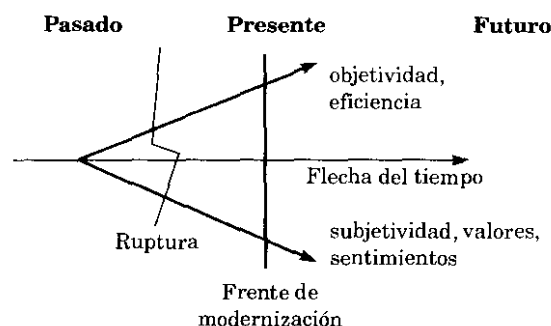 Pasado Presente Futuro
objetividad,
eficiencia
Flecha del tiempo
Ruptura
subjetividad, valores,
sentimientos
Frente de
modernización